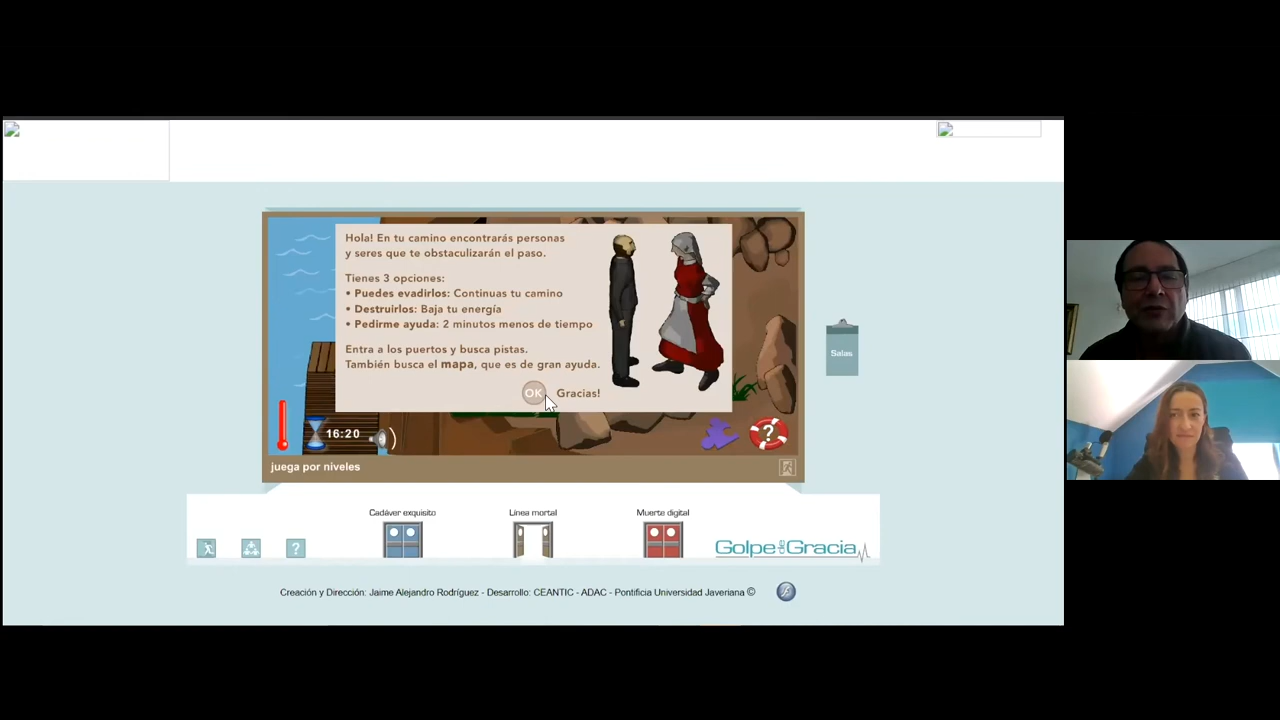 Hola! En tu camino encontrarás personas
y seres que te obstaculizarán el paso.
Tienes 3 opciones:
• Puedes evadirlos: Continuas tu camino
• Destruirlos: Baja tu energía
• Pedirme ayuda: 2 minutos menos de tiempo
Entra a los puertos y busca pistas.
También busca el mapa, que es de gran ayuda.
OK Gracias!
Salas
16:20
?
juega por niveles
Cadáver exquisito
Línea mortal
Muerte digital
?
Golpe de Gracia
Creación y Dirección: Jaime Alejandro Rodríguez - Desarrollo: CEANTIC - ADAC - Pontificia Universidad Javeriana ©